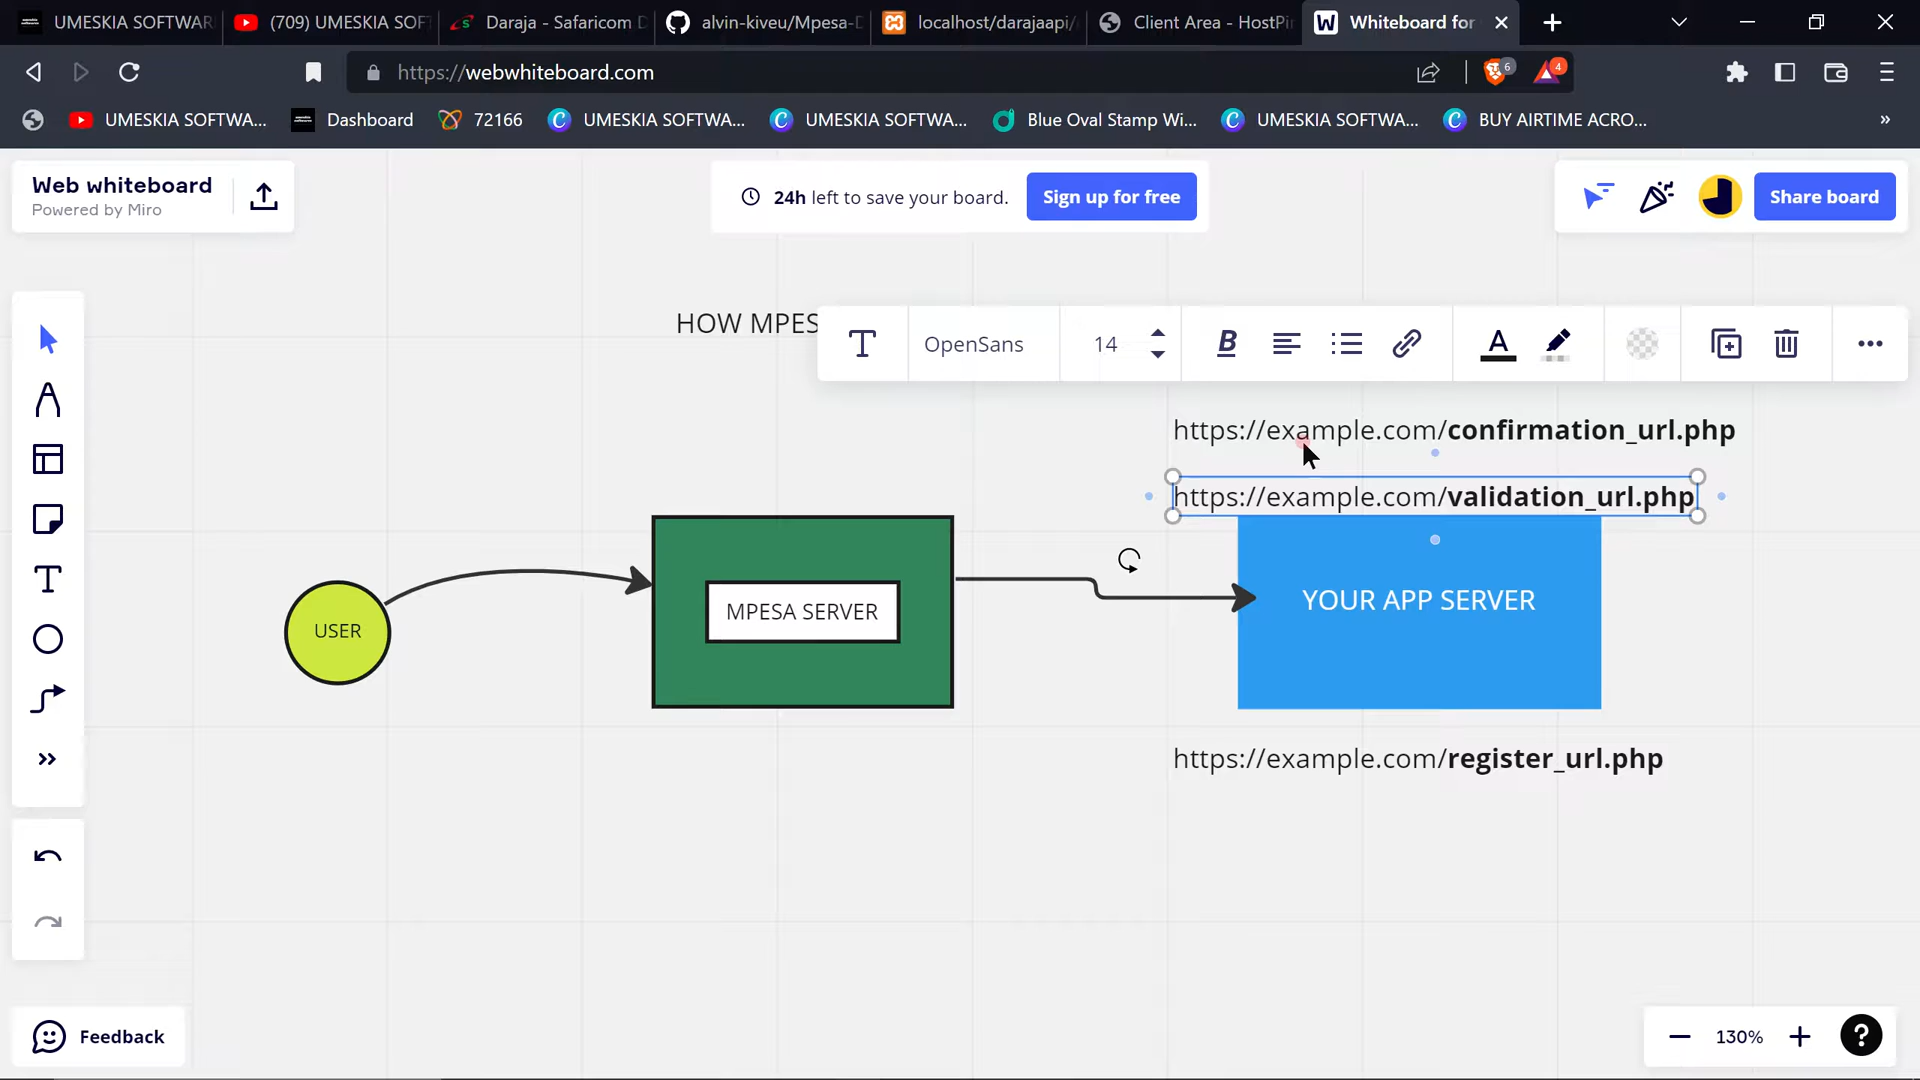 UMESKIA SOFTWAR
(709) UMESKIA SOF
Daraja - Safaricom D
alvin-kiveu/Mpesa-D
localhost/darajaapi/
Client Area - HostPi
Whiteboard for
https://webwhiteboard.com
6
4
UMESKIA SOFTWA...
Dashboard
72166
UMESKIA SOFTWA...
UMESKIA SOFTWA...
Blue Oval Stamp Wi...
UMESKIA SOFTWA...
BUY AIRTIME ACRO...
Web whiteboard
Powered by Miro
24h left to save your board.
Sign up for free
Share board
HOW MPES
OpenSans
14
https://example.com/confirmation_url.php
https://example.com/validation_url.php
USER
MPESA SERVER
YOUR APP SERVER
https://example.com/register_url.php
Feedback
130%